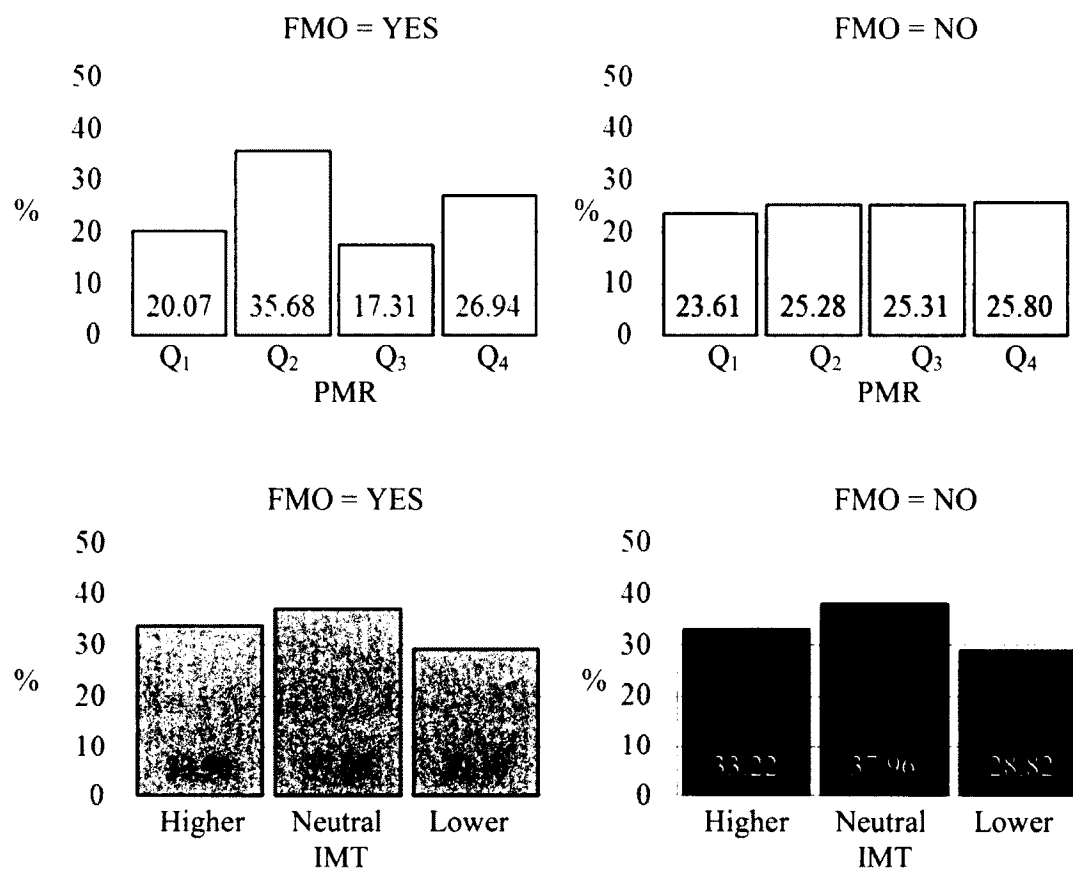 FMO = YES
50
40
30
%
20
10
0
20.07 35.68 17.31 26.94
Q₁ Q₂ Q₃ Q₄
PMR
FMO = NO
50
40
30
%
20
10
0
23.61 25.28 25.31 25.80
Q₁ Q₂ Q₃ Q₄
PMR
FMO = YES
50
40
30
%
20
10
0
Higher Neutral Lower
IMT
FMO = NO
50
40
30
%
20
10
0
33.22 37.96 28.82
Higher Neutral Lower
IMT